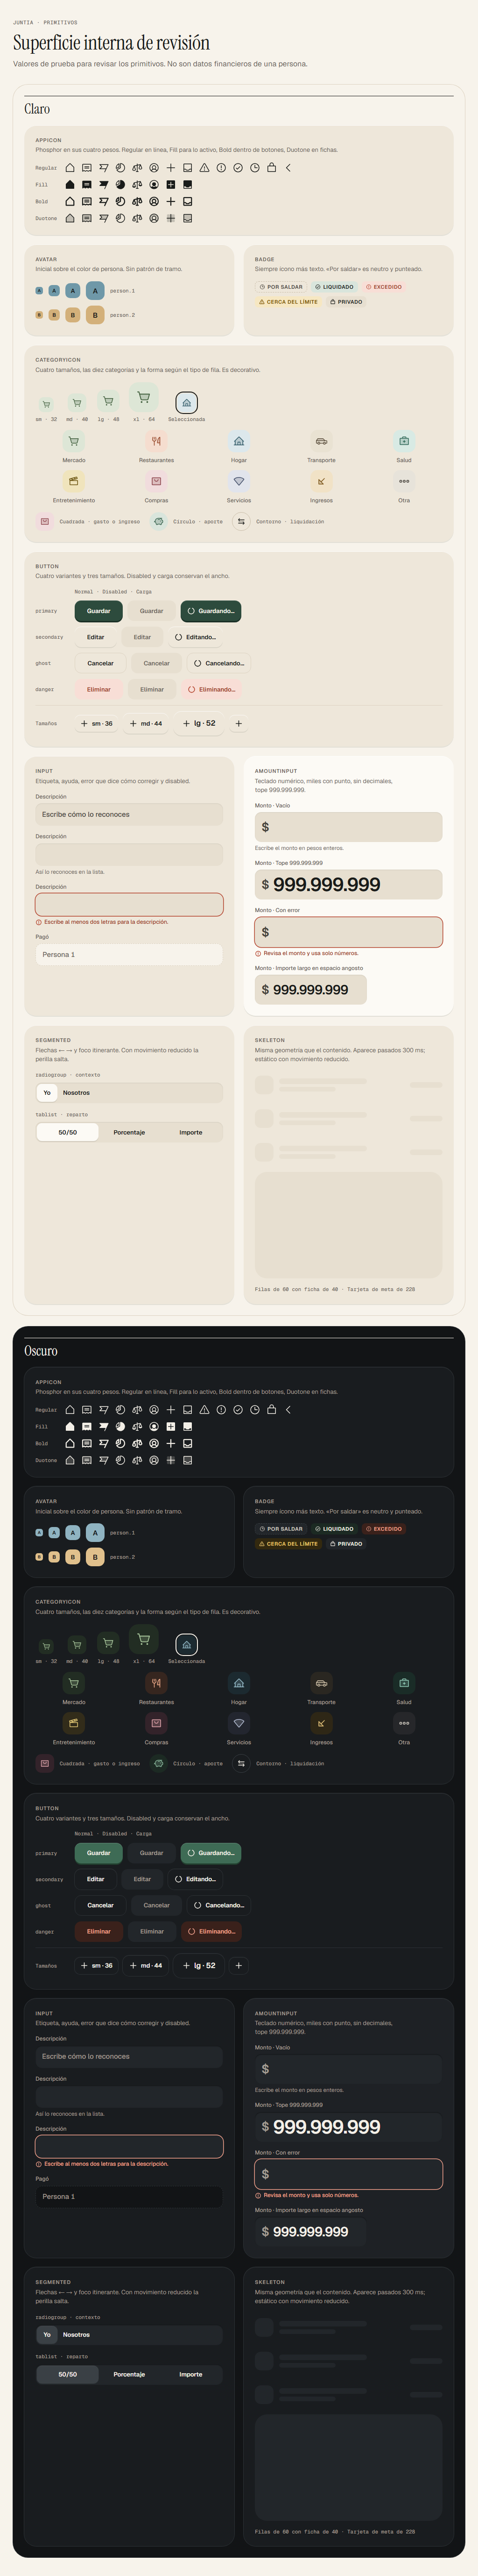 JUNTIA · PRIMITIVOS
Superficie interna de revisión
Valores de prueba para revisar los primitivos. No son datos financieros de una persona.
Claro
APPICON
Phosphor en sus cuatro pesos. Regular en línea, Fill para lo activo, Bold dentro de botones, Duotone en fichas.
Regular
Fill
Bold
Duotone
AVATAR
Inicial sobre el color de persona. Sin patrón de tramo.
A A A A person.1
B B B B person.2
BADGE
Siempre ícono más texto. «Por saldar» es neutro y punteado.
POR SALDAR LIQUIDADO EXCEDIDO
CERCA DEL LÍMITE PRIVADO
CATEGORYICON
Cuatro tamaños, las diez categorías y la forma según el tipo de fila. Es decorativo.
sm · 32 md · 40 lg · 48 xl · 64 Seleccionada
Mercado Restaurantes Hogar Transporte Salud
Entretenimiento Compras Servicios Ingresos Otra
Cuadrada · gasto o ingreso Círculo · aporte Contorno · liquidación
BUTTON
Cuatro variantes y tres tamaños. Disabled y carga conservan el ancho.
Normal · Disabled · Carga
primary Guardar Guardar Guardando…
secondary Editar Editar Editando…
ghost Cancelar Cancelar Cancelando…
danger Eliminar Eliminar Eliminando…
Tamaños sm · 36 md · 44 lg · 52
INPUT
Etiqueta, ayuda, error que dice cómo corregir y disabled.
Descripción
Escribe cómo lo reconoces
Descripción
Así lo reconoces en la lista.
Descripción
Escribe al menos dos letras para la descripción.
Pagó
Persona 1
AMOUNTINPUT
Teclado numérico, miles con punto, sin decimales,
tope 999.999.999.
Monto · Vacío
$
Escribe el monto en pesos enteros.
Monto · Tope 999.999.999
$ 999.999.999
Monto · Con error
$
Revisa el monto y usa solo números.
Monto · Importe largo en espacio angosto
$ 999.999.999
SEGMENTED
Flechas ← → y foco itinerante. Con movimiento reducido la
perilla salta.
radiogroup · contexto
Yo Nosotros
tablist · reparto
50/50 Porcentaje Importe
SKELETON
Misma geometría que el contenido. Aparece pasados 300 ms;
estático con movimiento reducido.
Filas de 60 con ficha de 40 · Tarjeta de meta de 228
Oscuro
APPICON
Phosphor en sus cuatro pesos. Regular en línea, Fill para lo activo, Bold dentro de botones, Duotone en fichas.
Regular
Fill
Bold
Duotone
AVATAR
Inicial sobre el color de persona. Sin patrón de tramo.
A A A A person.1
B B B B person.2
BADGE
Siempre ícono más texto. «Por saldar» es neutro y punteado.
POR SALDAR LIQUIDADO EXCEDIDO
CERCA DEL LÍMITE PRIVADO
CATEGORYICON
Cuatro tamaños, las diez categorías y la forma según el tipo de fila. Es decorativo.
sm · 32 md · 40 lg · 48 xl · 64 Seleccionada
Mercado Restaurantes Hogar Transporte Salud
Entretenimiento Compras Servicios Ingresos Otra
Cuadrada · gasto o ingreso Círculo · aporte Contorno · liquidación
BUTTON
Cuatro variantes y tres tamaños. Disabled y carga conservan el ancho.
Normal · Disabled · Carga
primary Guardar Guardar Guardando…
secondary Editar Editar Editando…
ghost Cancelar Cancelar Cancelando…
danger Eliminar Eliminar Eliminando…
Tamaños sm · 36 md · 44 lg · 52
INPUT
Etiqueta, ayuda, error que dice cómo corregir y disabled.
Descripción
Escribe cómo lo reconoces
Descripción
Así lo reconoces en la lista.
Descripción
Escribe al menos dos letras para la descripción.
Pagó
Persona 1
AMOUNTINPUT
Teclado numérico, miles con punto, sin decimales,
tope 999.999.999.
Monto · Vacío
$
Escribe el monto en pesos enteros.
Monto · Tope 999.999.999
$ 999.999.999
Monto · Con error
$
Revisa el monto y usa solo números.
Monto · Importe largo en espacio angosto
$ 999.999.999
SEGMENTED
Flechas ← → y foco itinerante. Con movimiento reducido la
perilla salta.
radiogroup · contexto
Yo Nosotros
tablist · reparto
50/50 Porcentaje Importe
SKELETON
Misma geometría que el contenido. Aparece pasados 300 ms;
estático con movimiento reducido.
Filas de 60 con ficha de 40 · Tarjeta de meta de 228